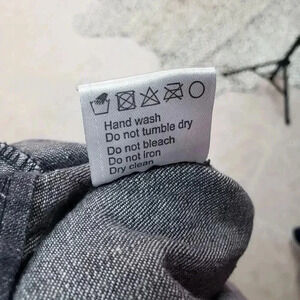 Hand wash
Do not tumble dry
Do not bleach
Do not iron
Dry clean